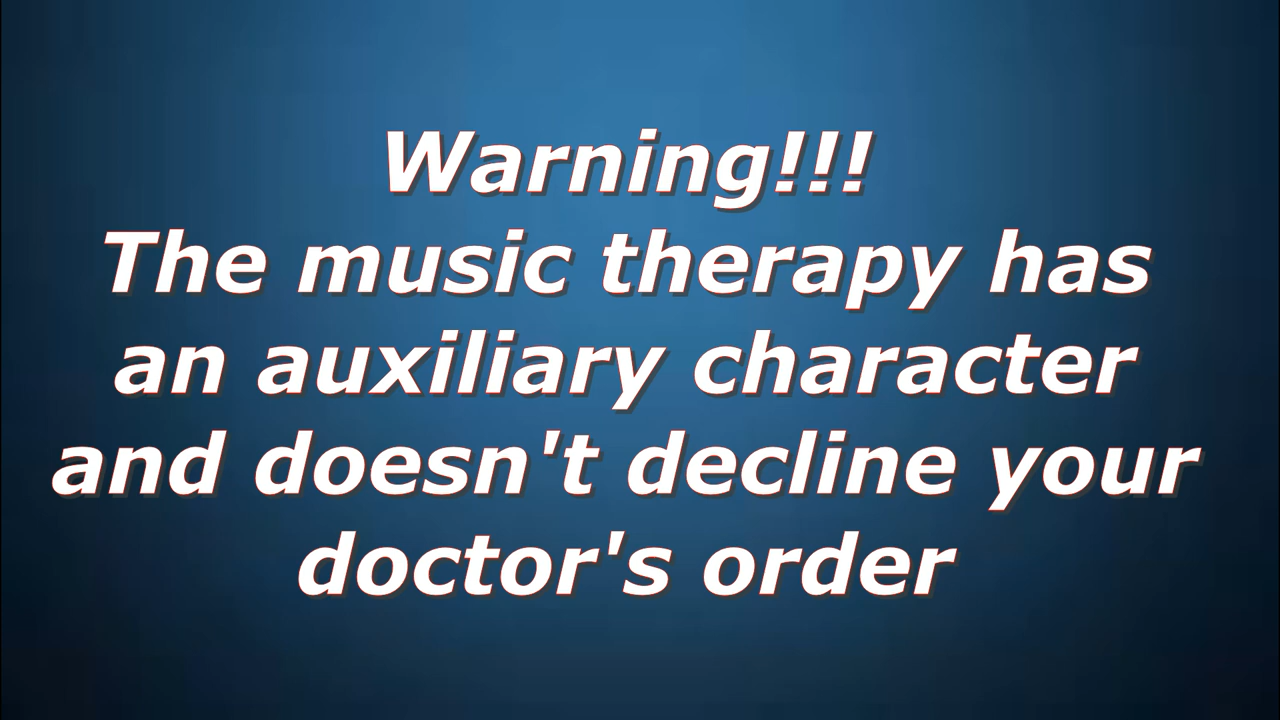 Warning!!!
The music therapy has
an auxiliary character
and doesn't decline your
doctor's order